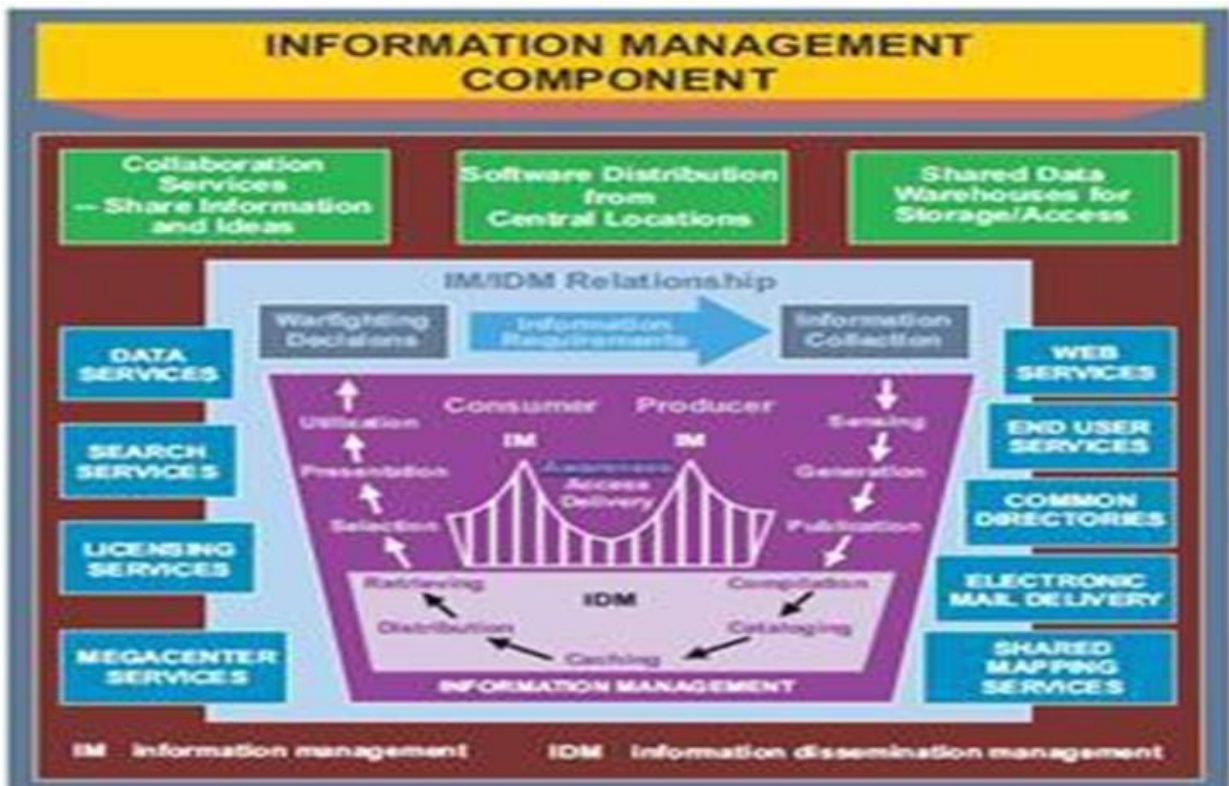 INFORMATION MANAGEMENT
COMPONENT
Collaboration
Services
-- Share Information
and Ideas
Software Distribution
from
Central Locations
Shared Data
Warehouses for
Storage/Access
IM/IDM Relationship
Warfighting
Decisions
Information
Requirements
Information
Collection
DATA
SERVICES
SEARCH
SERVICES
LICENSING
SERVICES
MEGACENTER
SERVICES
Consumer
Producer
IM
IM
Awareness
Access
Delivery
Utilization
Presentation
Selection
Retrieving
Distribution
Caching
Sensing
Generation
Publication
Compilation
Cataloging
IDM
INFORMATION MANAGEMENT
WEB
SERVICES
END USER
SERVICES
COMMON
DIRECTORIES
ELECTRONIC
MAIL DELIVERY
SHARED
MAPPING
SERVICES
IM Information management
IDM Information dissemination management